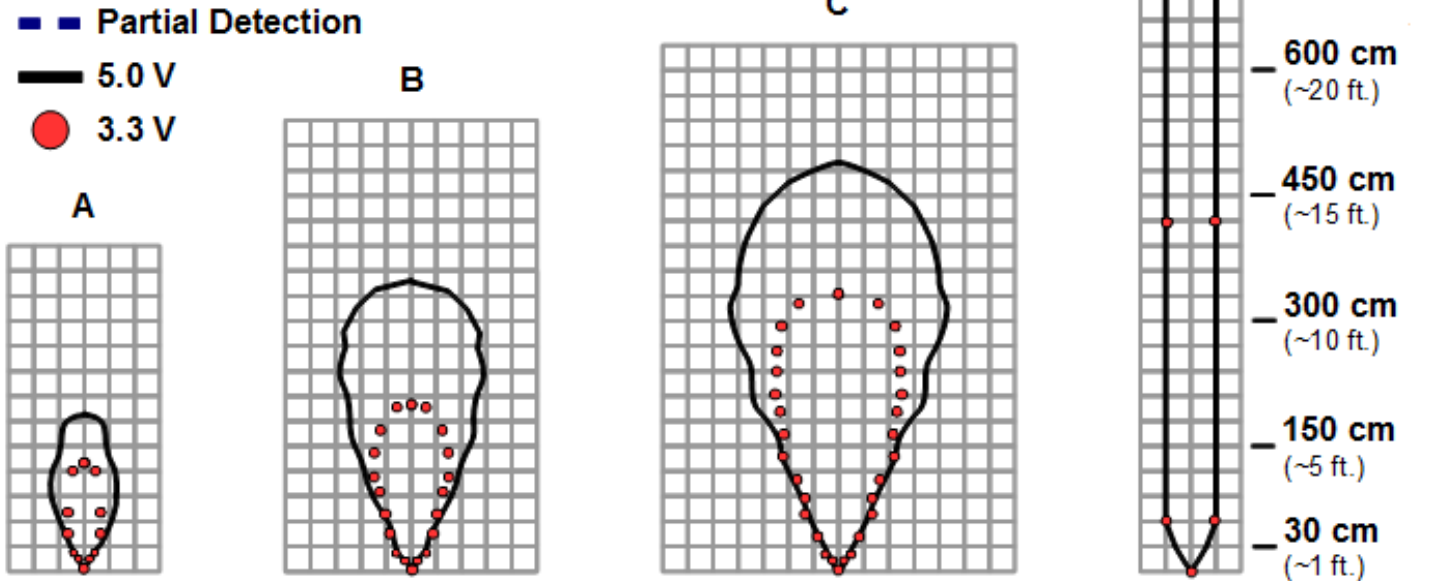 Partial Detection
5.0 V
3.3 V
A
B
C
600 cm
(~20 ft.)
450 cm
(~15 ft.)
300 cm
(~10 ft.)
150 cm
(~5 ft.)
30 cm
(~1 ft.)